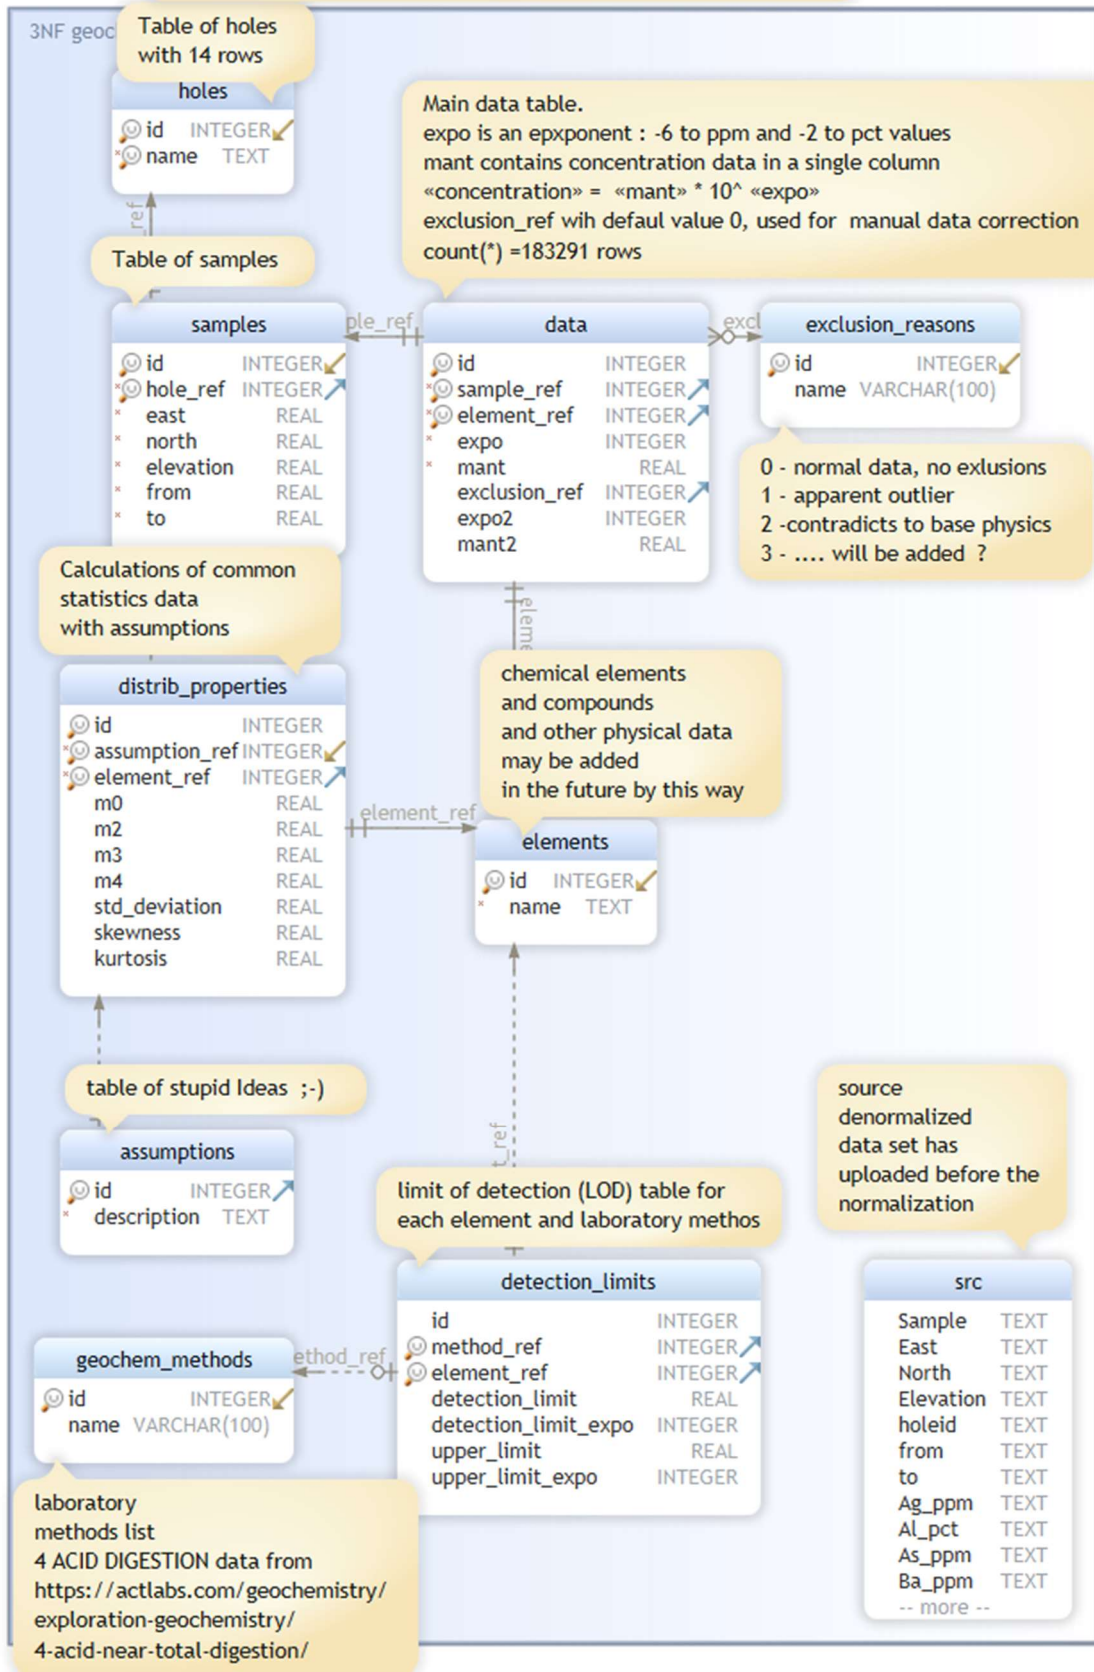 3NF geoc
Table of holes
with 14 rows
holes
id INTEGER
name TEXT
_ref
Main data table.
expo is an epxponent : -6 to ppm and -2 to pct values
mant contains concentration data in a single column
«concentration» = «mant» * 10^ «expo»
exclusion_ref wih defaul value 0, used for manual data correction
count(*) =183291 rows
Table of samples
samples
id INTEGER
hole_ref INTEGER
east REAL
north REAL
elevation REAL
from REAL
to REAL
ple_ref
data
id INTEGER
sample_ref INTEGER
element_ref INTEGER
expo INTEGER
mant REAL
exclusion_ref INTEGER
expo2 INTEGER
mant2 REAL
excl
exclusion_reasons
id INTEGER
name VARCHAR(100)
0 - normal data, no exlusions
1 - apparent outlier
2 -contradicts to base physics
3 - .... will be added ?
Calculations of common
statistics data
with assumptions
distrib_properties
id INTEGER
assumption_ref INTEGER
element_ref INTEGER
m0 REAL
m2 REAL
m3 REAL
m4 REAL
std_deviation REAL
skewness REAL
kurtosis REAL
element_ref
eleme
chemical elements
and compounds
and other physical data
may be added
in the future by this way
elements
id INTEGER
name TEXT
table of stupid Ideas ;-)
assumptions
id INTEGER
description TEXT
t_ref
limit of detection (LOD) table for
each element and laboratory methos
detection_limits
id INTEGER
method_ref INTEGER
element_ref INTEGER
detection_limit REAL
detection_limit_expo INTEGER
upper_limit REAL
upper_limit_expo INTEGER
ethod_ref
geochem_methods
id INTEGER
name VARCHAR(100)
laboratory
methods list
4 ACID DIGESTION data from
https://actlabs.com/geochemistry/
exploration-geochemistry/
4-acid-near-total-digestion/
source
denormalized
data set has
uploaded before the
normalization
src
Sample TEXT
East TEXT
North TEXT
Elevation TEXT
holeid TEXT
from TEXT
to TEXT
Ag_ppm TEXT
Al_pct TEXT
As_ppm TEXT
Ba_ppm TEXT
-- more --